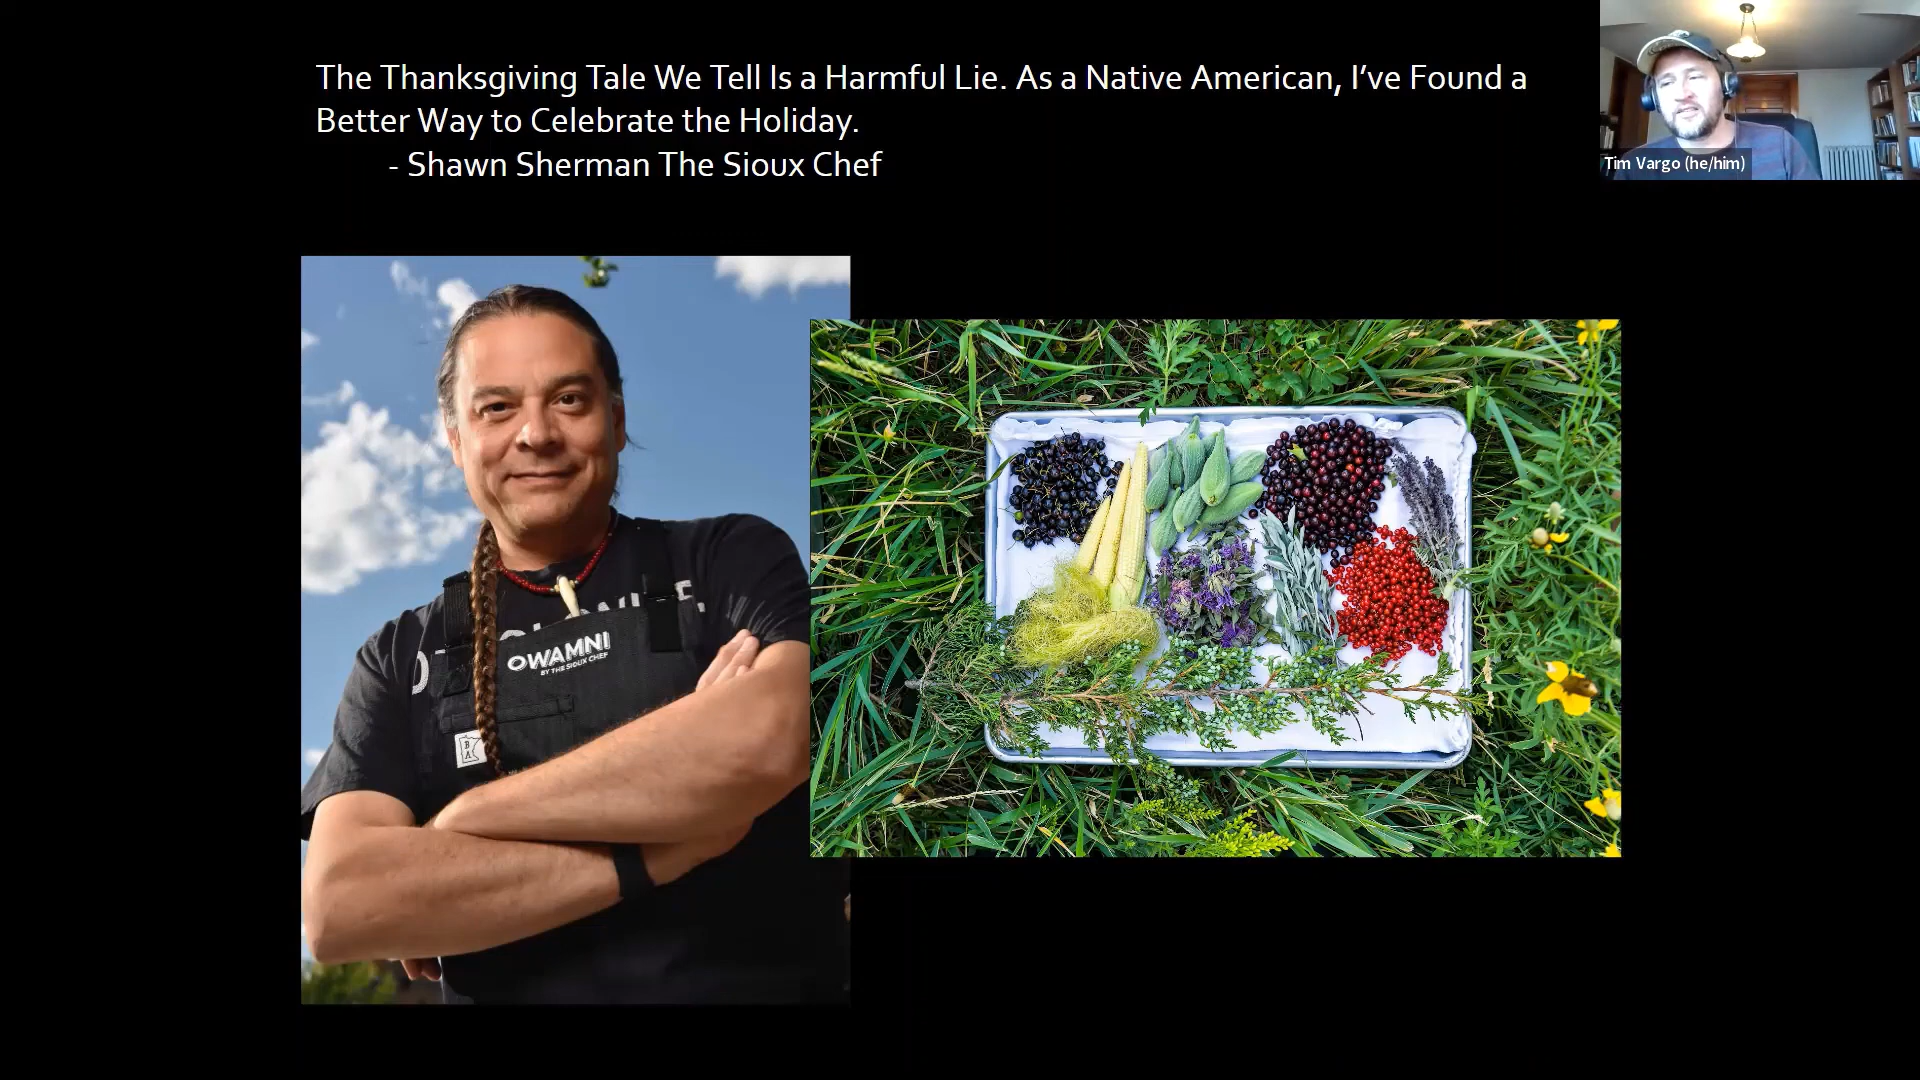 The Thanksgiving Tale We Tell Is a Harmful Lie. As a Native American, I’ve Found a
Better Way to Celebrate the Holiday.
- Shawn Sherman The Sioux Chef
Tim Vargo (he/him)
OWAMNI
BY THE SIOUX CHEF
B
A